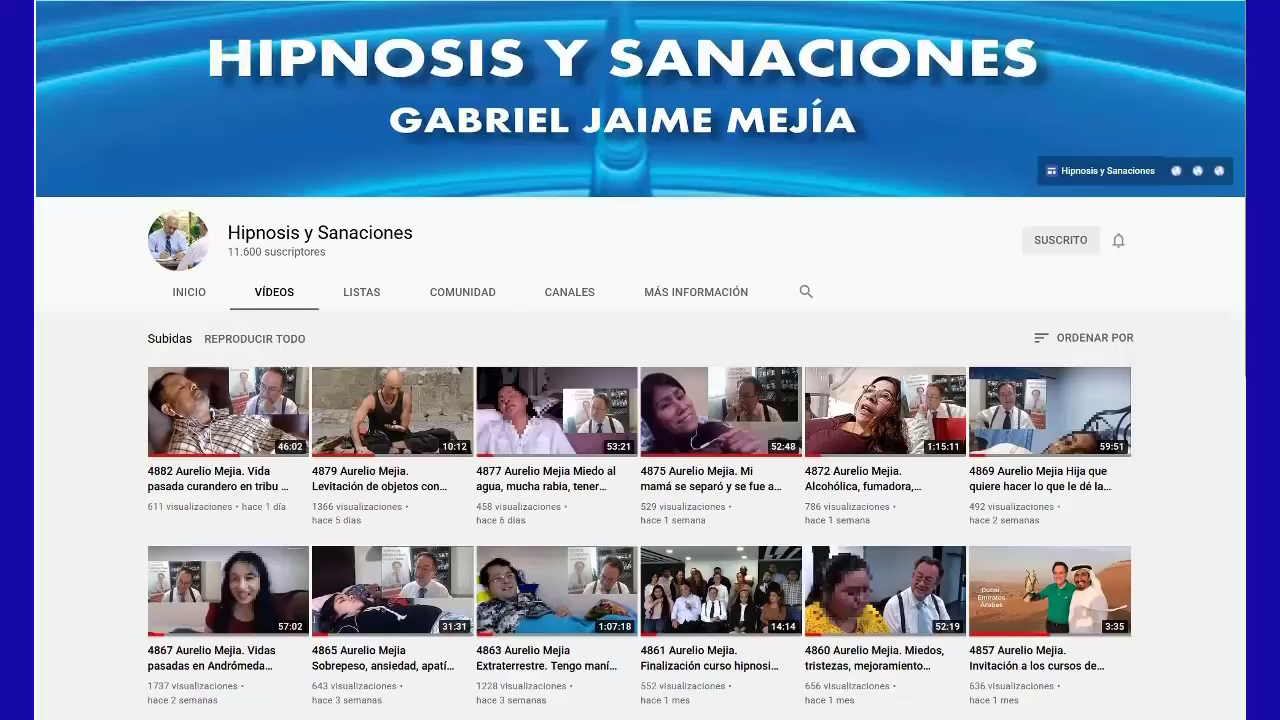 HIPNOSIS Y SANACIONES
GABRIEL JAIME MEJÍA
Hipnosis y Sanaciones
Hipnosis y Sanaciones
11.600 suscriptores
SUSCRITO
INICIO VÍDEOS LISTAS COMUNIDAD CANALES MÁS INFORMACIÓN
Subidas REPRODUCIR TODO ORDENAR POR
46:02 10:12 53:21 52:48 1:15:11 59:51
4882 Aurelio Mejia. Vida
pasada curandero en tribu ...
611 visualizaciones • hace 1 día
4879 Aurelio Mejia.
Levitación de objetos con...
1366 visualizaciones •
hace 5 días
4877 Aurelio Mejia Miedo al
agua, mucha rabia, tener...
458 visualizaciones •
hace 6 días
4875 Aurelio Mejia. Mi
mamá se separó y se fue a...
529 visualizaciones •
hace 1 semana
4872 Aurelio Mejia.
Alcohólica, fumadora,...
786 visualizaciones •
hace 1 semana
4869 Aurelio Mejia Hija que
quiere hacer lo que le dé la...
492 visualizaciones •
hace 2 semanas
Dubai,
Emiratos
Árabes
57:02 31:31 1:07:18 14:14 52:19 3:35
4867 Aurelio Mejia. Vidas
pasadas en Andrómeda...
1737 visualizaciones •
hace 2 semanas
4865 Aurelio Mejia
Sobrepeso, ansiedad, apatí...
643 visualizaciones •
hace 3 semanas
4863 Aurelio Mejia
Extraterrestre. Tengo maní...
1228 visualizaciones •
hace 3 semanas
4861 Aurelio Mejia.
Finalización curso hipnosi...
552 visualizaciones •
hace 1 mes
4860 Aurelio Mejia. Miedos,
tristezas, mejoramiento...
656 visualizaciones •
hace 1 mes
4857 Aurelio Mejia.
Invitación a los cursos de...
636 visualizaciones •
hace 1 mes